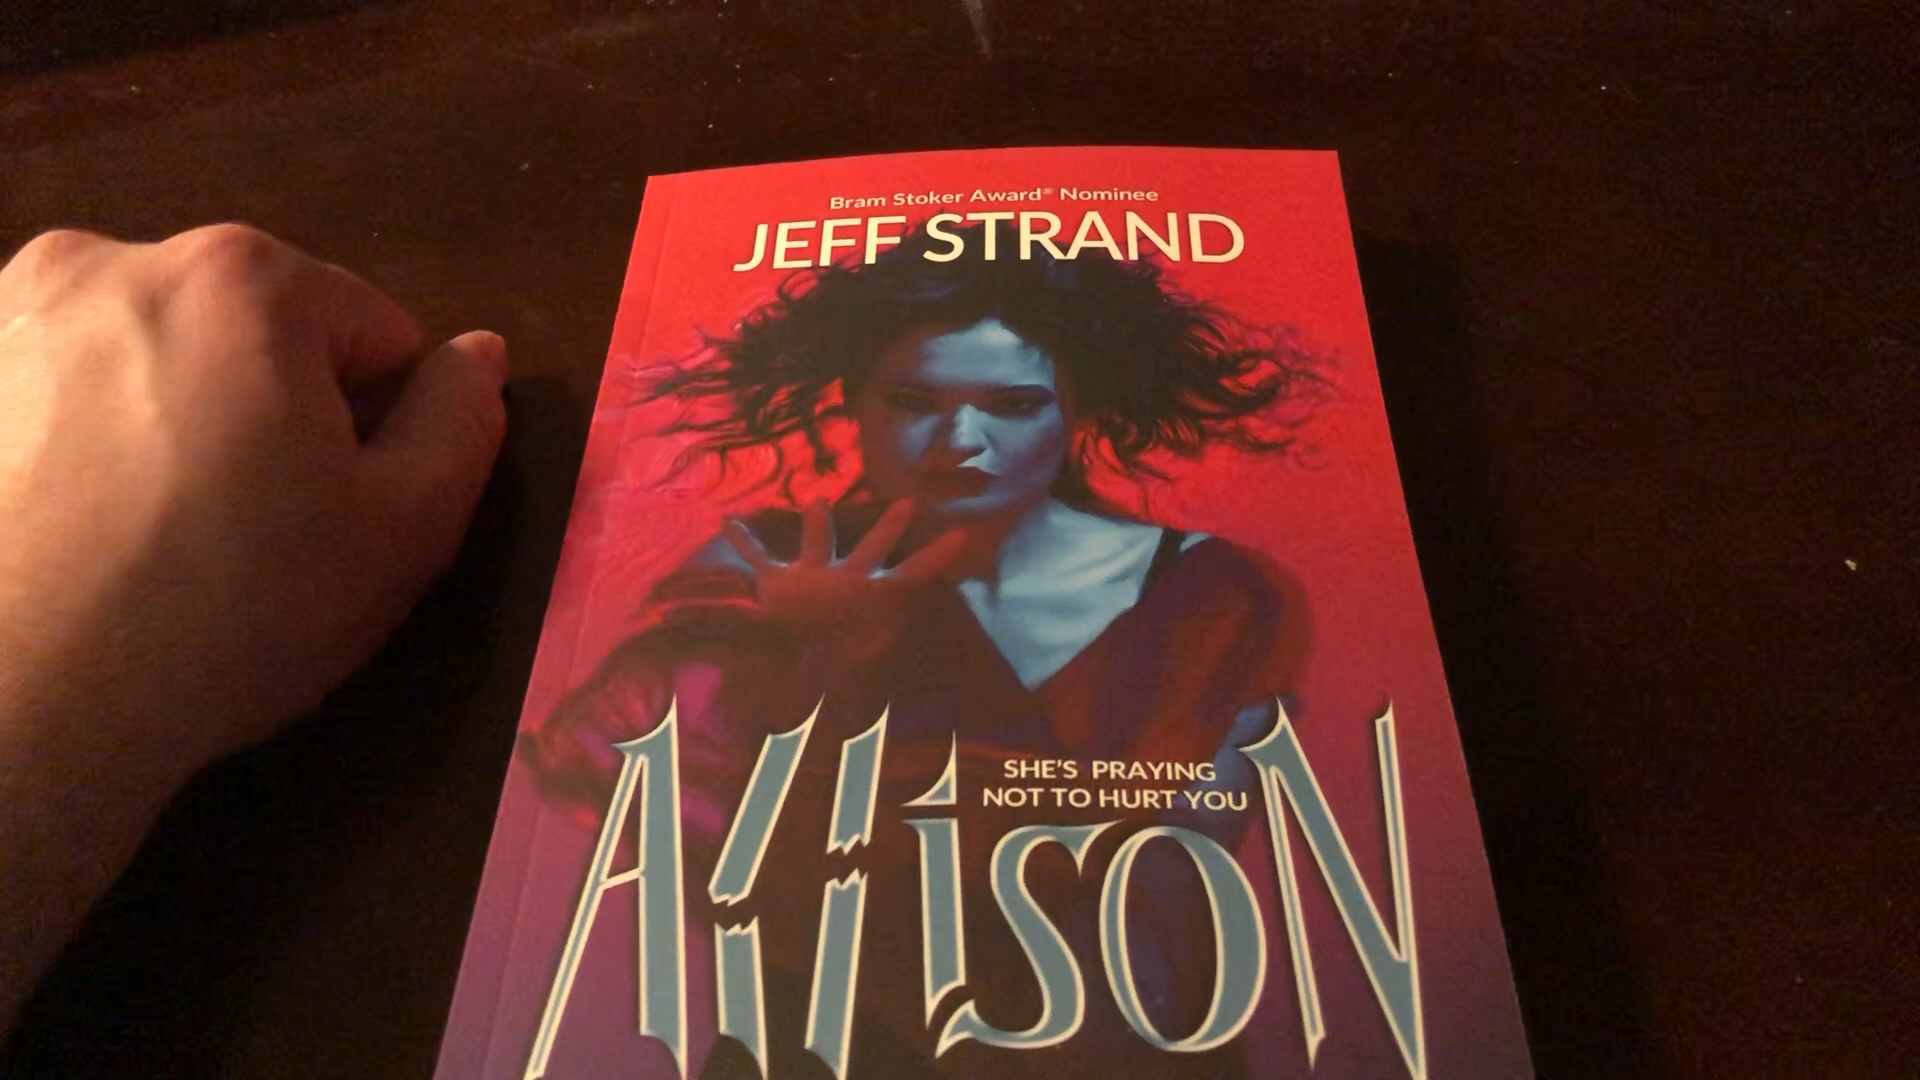 Bram Stoker Award® Nominee
JEFF STRAND
SHE'S PRAYING
NOT TO HURT YOU
AllisoN